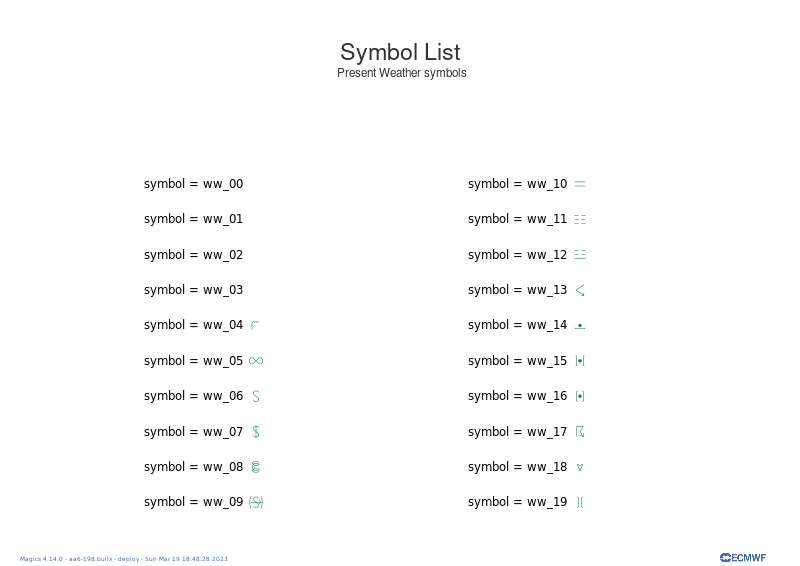 Symbol List
Present Weather symbols
symbol = ww_00
symbol = ww_01
symbol = ww_02
symbol = ww_03
symbol = ww_04
symbol = ww_05
symbol = ww_06
symbol = ww_07
symbol = ww_08
symbol = ww_09
symbol = ww_10
symbol = ww_11
symbol = ww_12
symbol = ww_13
symbol = ww_14
symbol = ww_15
symbol = ww_16
symbol = ww_17
symbol = ww_18
symbol = ww_19
Magics 4.14.0 - aa6-198.bullx - deploy - Sun Mar 19 18:48:28 2023
ECMWF